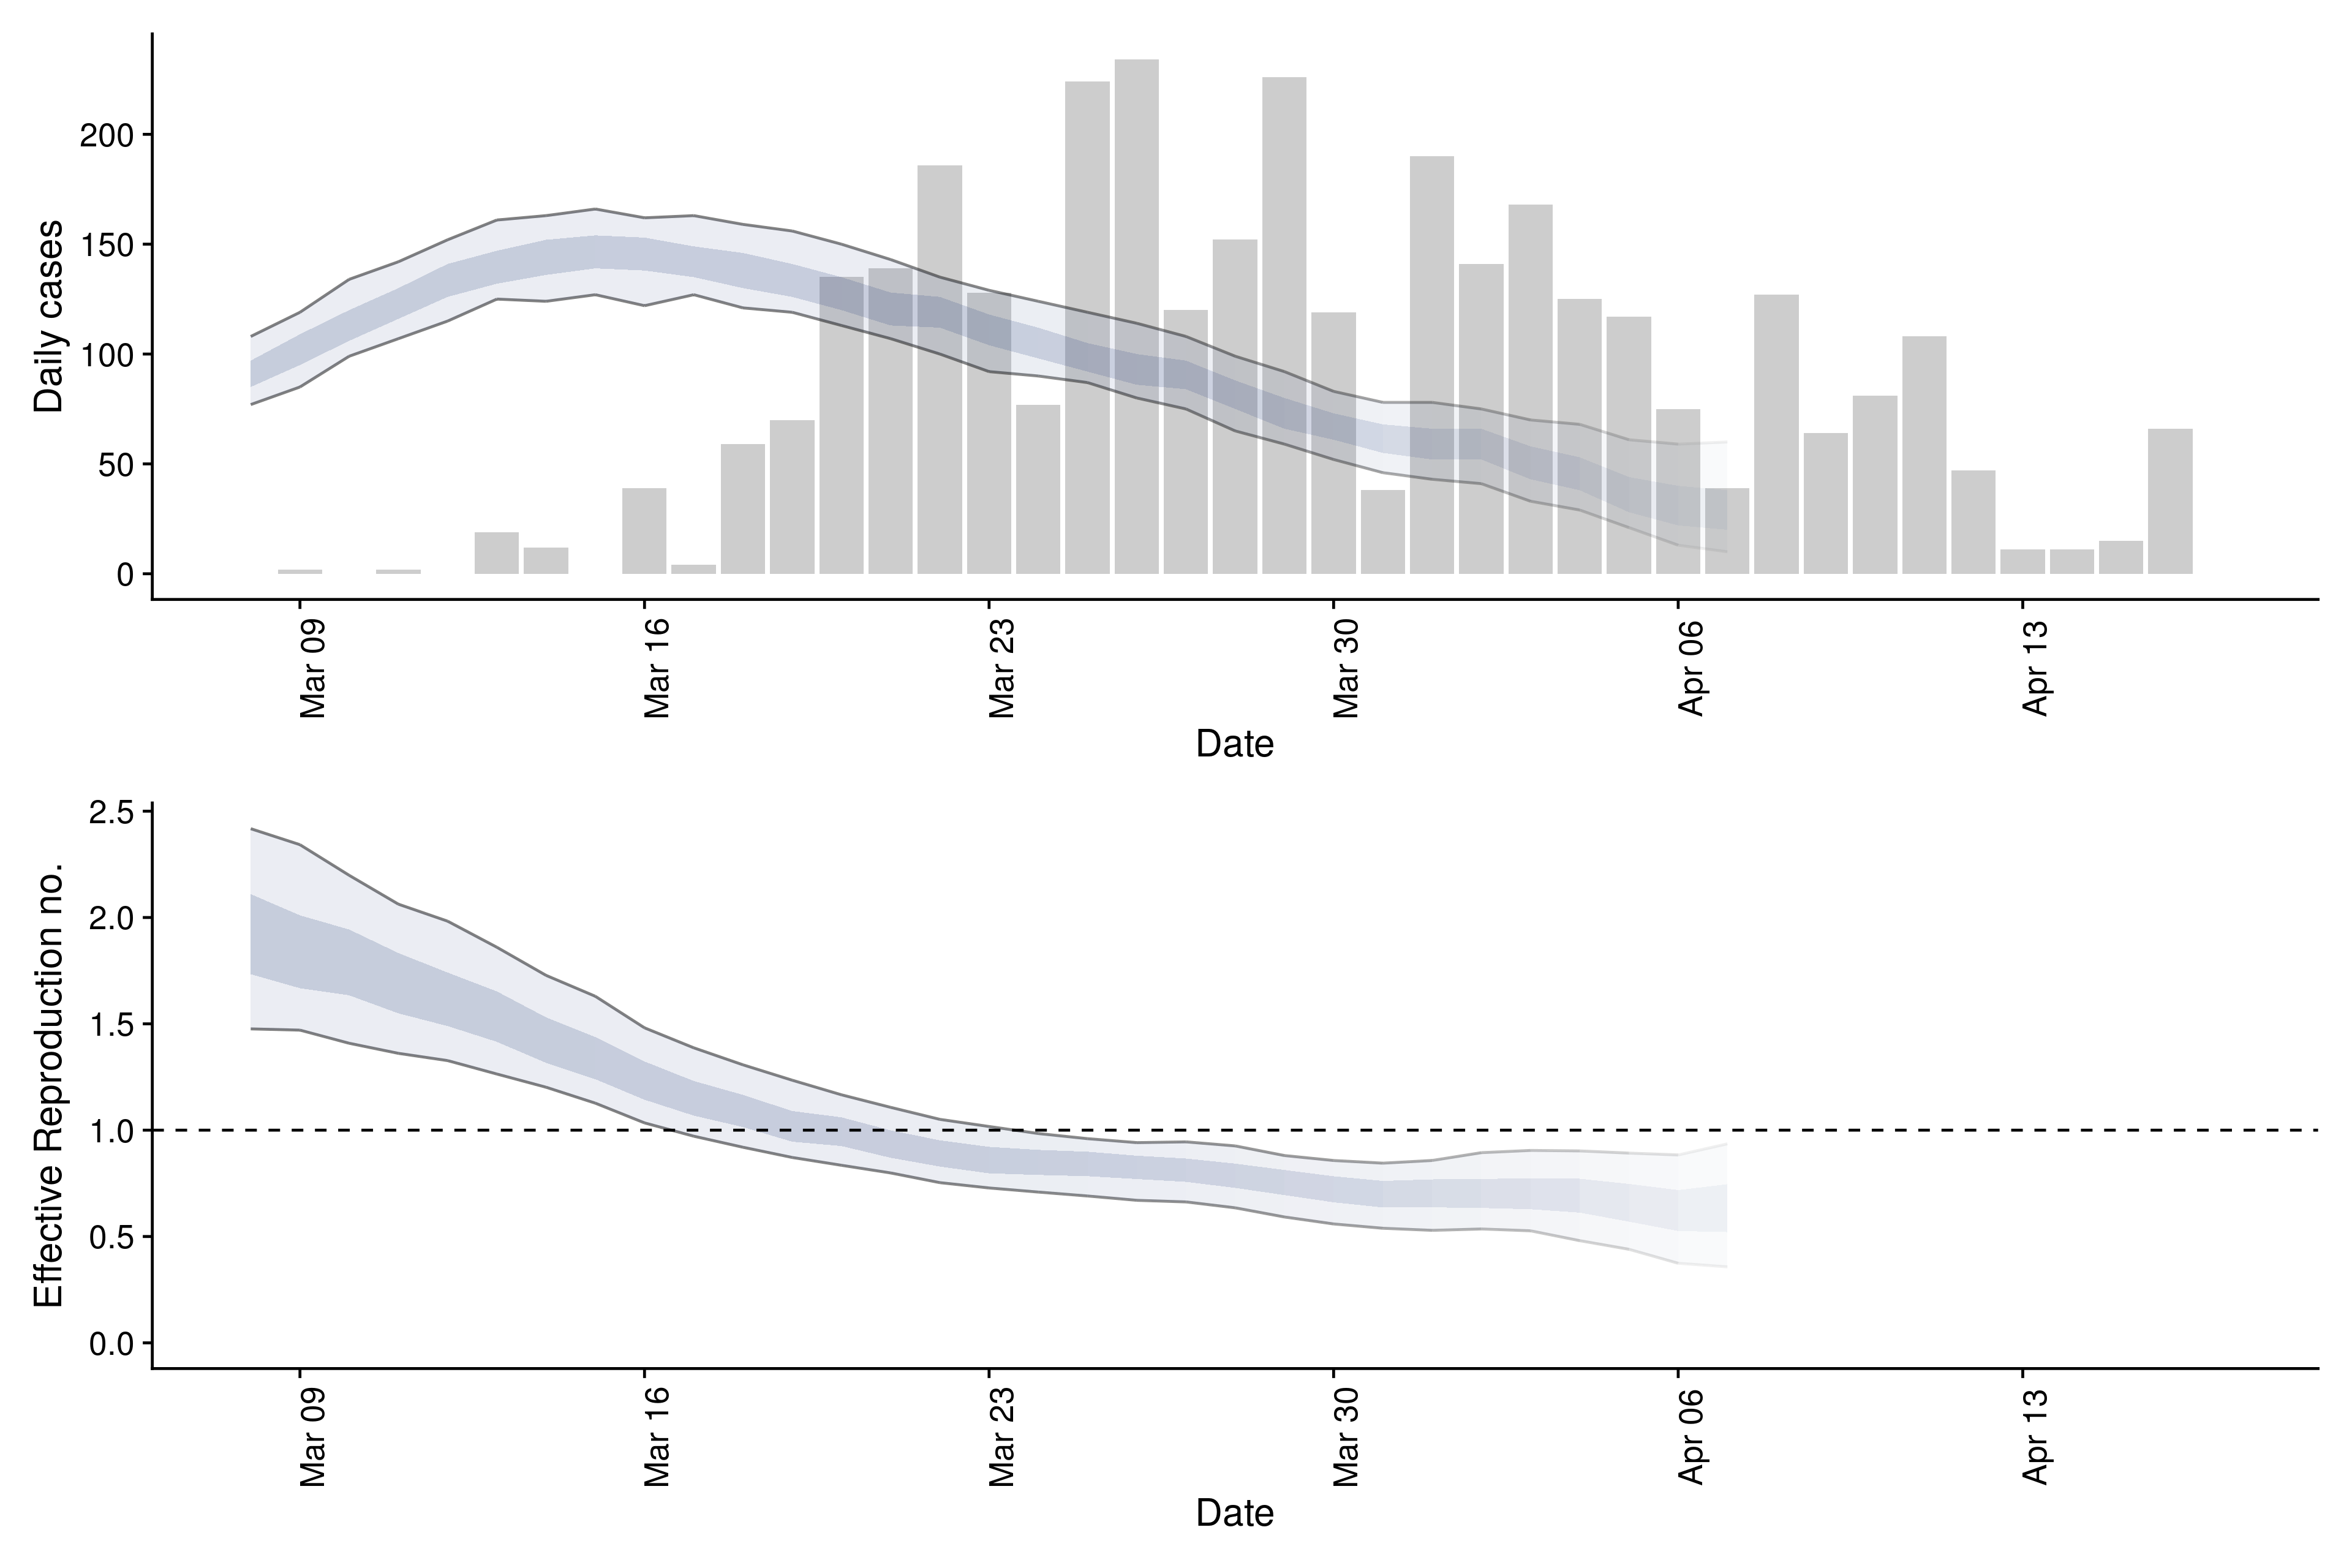 Daily cases
200
150
100
50
0
Mar 09
Mar 16
Mar 23
Mar 30
Apr 06
Apr 13
Date
Effective Reproduction no.
2.5
2.0
1.5
1.0
0.5
0.0
Mar 09
Mar 16
Mar 23
Mar 30
Apr 06
Apr 13
Date